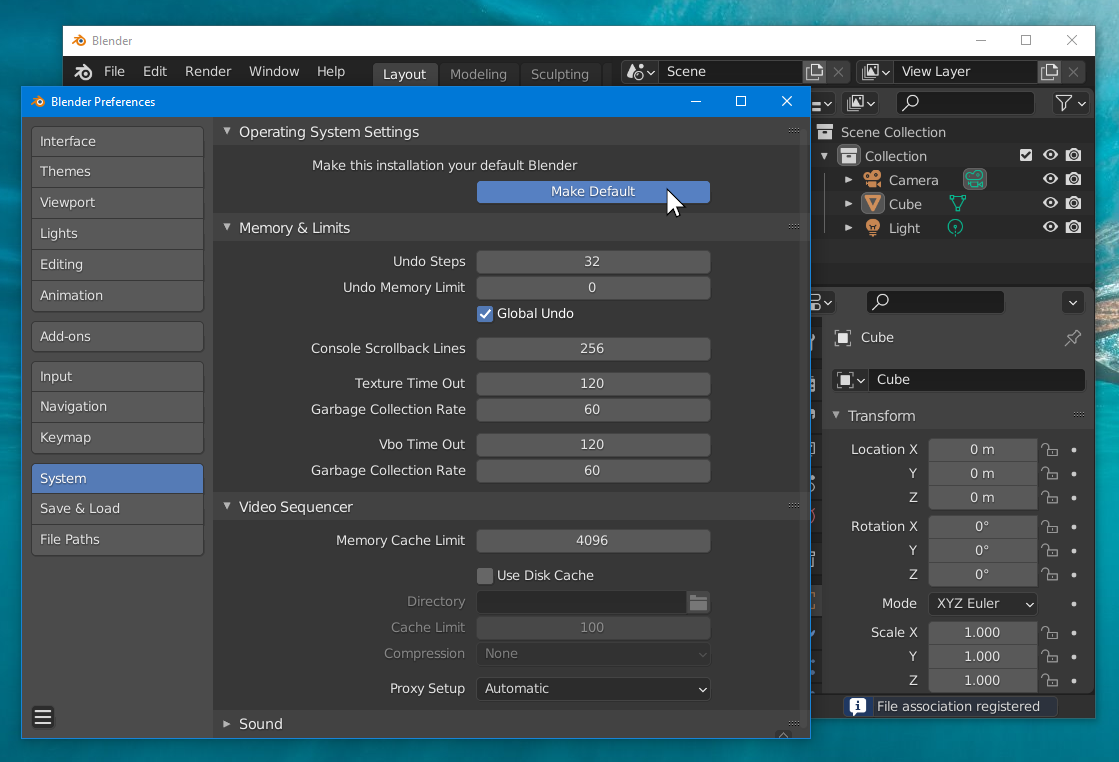 Blender
File Edit Render Window Help Layout Modeling Sculpting Scene View Layer
Blender Preferences
Interface
Themes
Viewport
Lights
Editing
Animation
Add-ons
Input
Navigation
Keymap
System
Save & Load
File Paths
Operating System Settings
Make this installation your default Blender
Make Default
Memory & Limits
Undo Steps 32
Undo Memory Limit 0
Global Undo
Console Scrollback Lines 256
Texture Time Out 120
Garbage Collection Rate 60
Vbo Time Out 120
Garbage Collection Rate 60
Video Sequencer
Memory Cache Limit 4096
Use Disk Cache
Directory
Cache Limit 100
Compression None
Proxy Setup Automatic
Sound
Scene Collection
Collection
Camera
Cube
Light
Cube
Cube
Transform
Location X 0 m
Y 0 m
Z 0 m
Rotation X 0°
Y 0°
Z 0°
Mode XYZ Euler
Scale X 1.000
Y 1.000
Z 1.000
File association registered